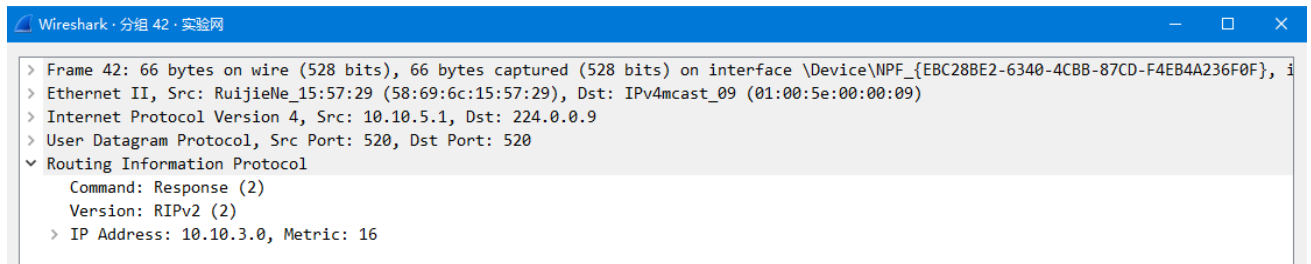 Wireshark · 分组 42 · 实验网
Frame 42: 66 bytes on wire (528 bits), 66 bytes captured (528 bits) on interface \Device\NPF_{EBC28BE2-6340-4CBB-87CD-F4EB4A236F0F}, i
Ethernet II, Src: RuijieNe_15:57:29 (58:69:6c:15:57:29), Dst: IPv4mcast_09 (01:00:5e:00:00:09)
Internet Protocol Version 4, Src: 10.10.5.1, Dst: 224.0.0.9
User Datagram Protocol, Src Port: 520, Dst Port: 520
Routing Information Protocol
Command: Response (2)
Version: RIPv2 (2)
IP Address: 10.10.3.0, Metric: 16